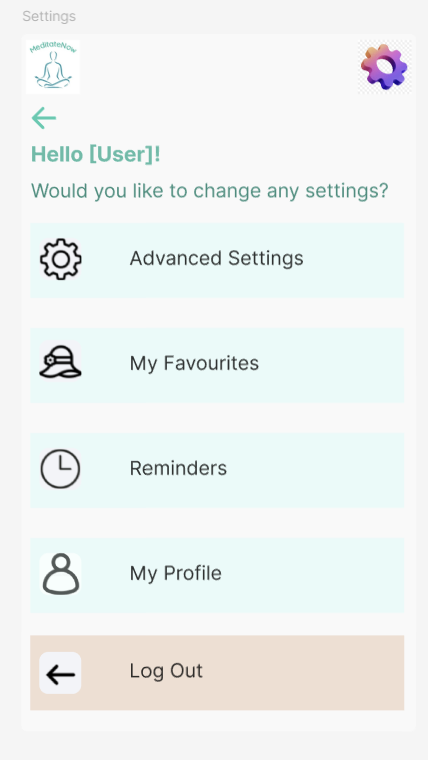 Settings
MeditateNow
Hello [User]!
Would you like to change any settings?
Advanced Settings
My Favourites
Reminders
My Profile
Log Out